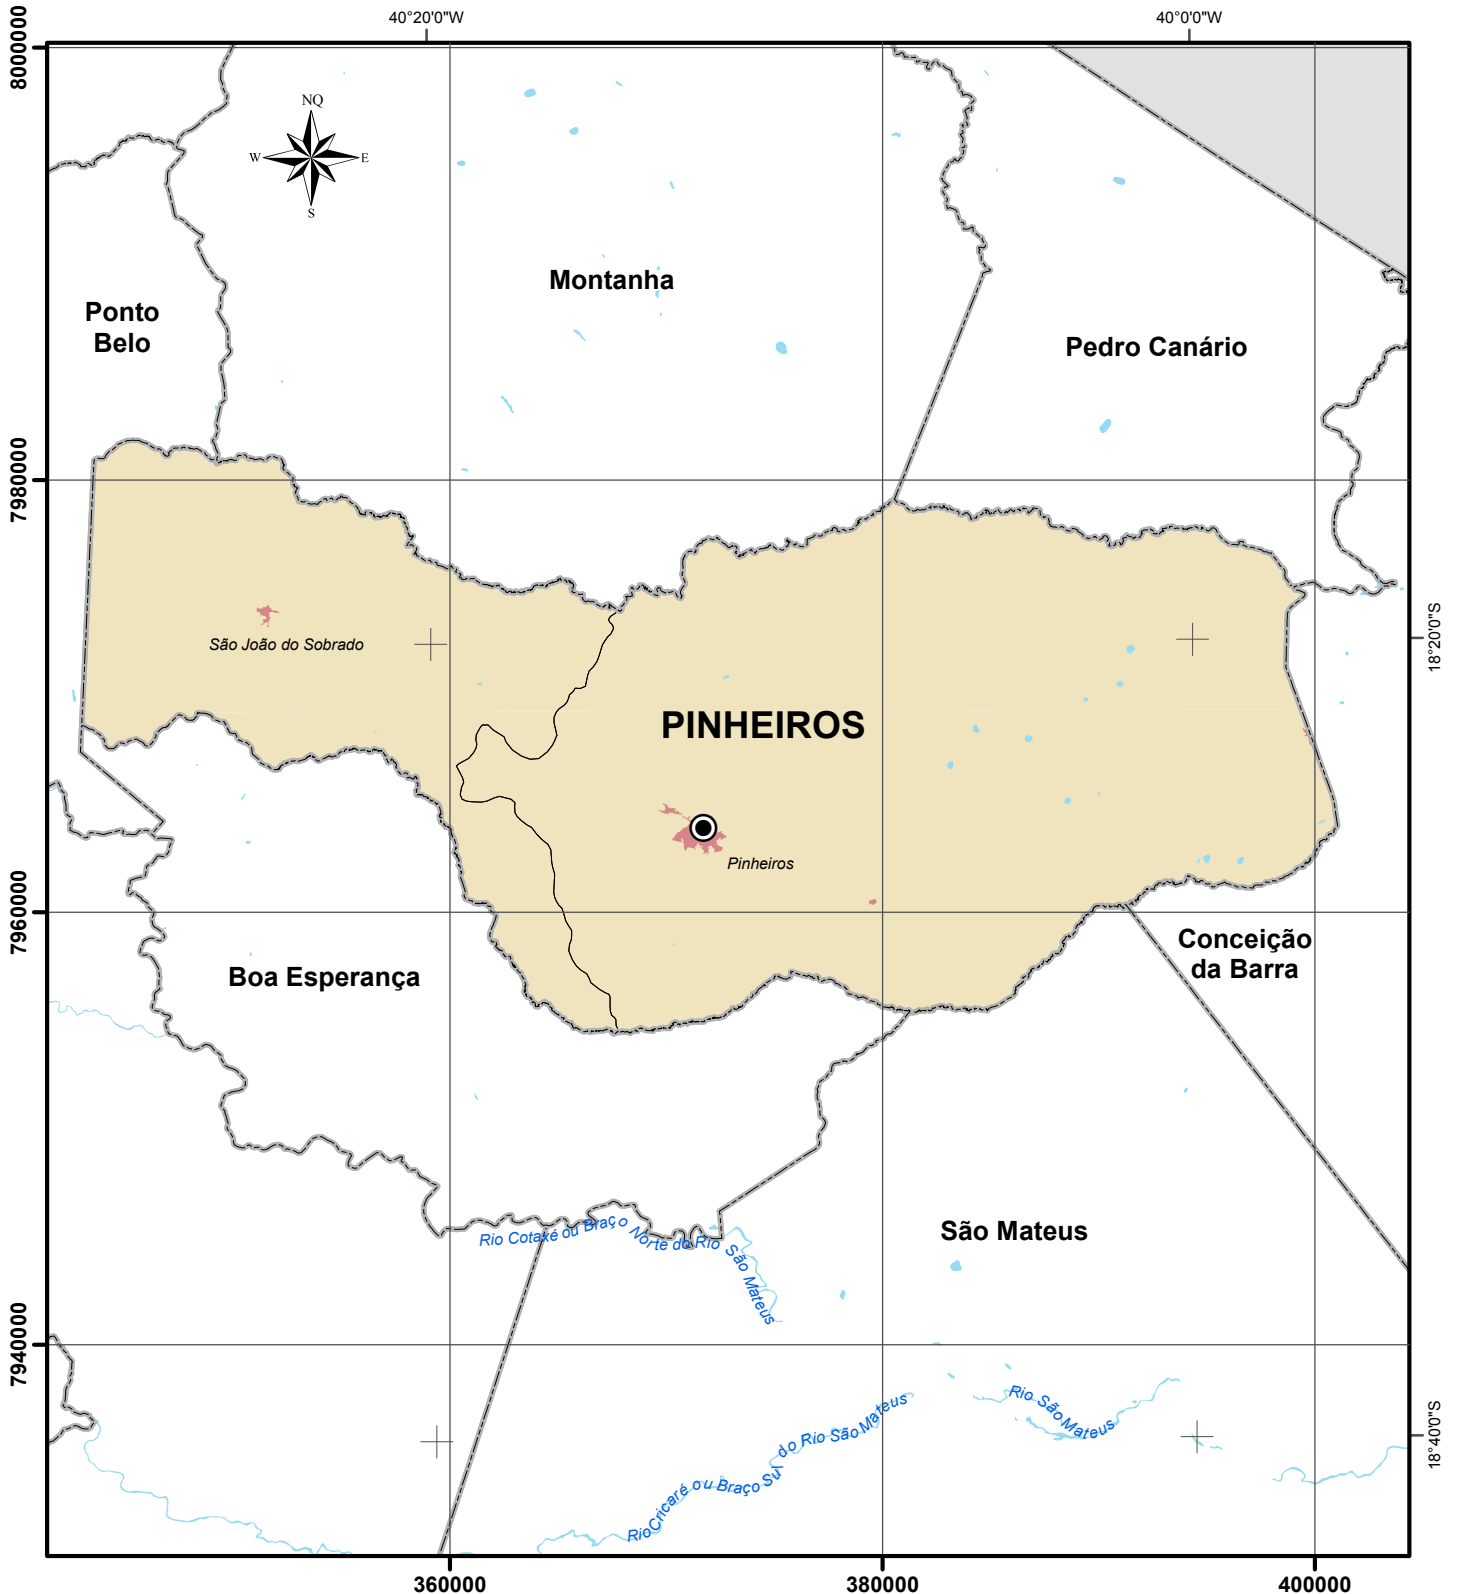 40°20'0"W
40°0'0"W
8000000
NQ
W
E
S
Montanha
Ponto
Belo
Pedro Canário
7980000
São João do Sobrado
18°20'0"S
PINHEIROS
Pinheiros
7960000
Conceição
da Barra
Boa Esperança
São Mateus
Rio Cotaxé ou Braço Norte do Rio São Mateus
7940000
Rio São Mateus
18°40'0"S
Rio Cricaré ou Braço Sul do Rio São Mateus
360000
380000
400000